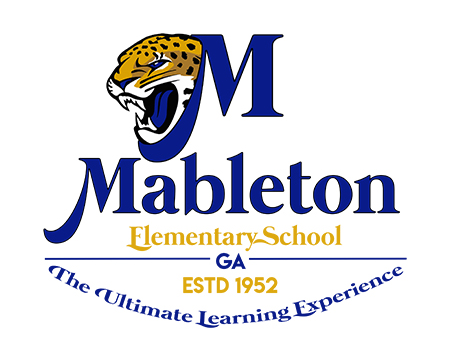 M
Mableton
Elementary School
GA
ESTD 1952
The Ultimate Learning Experience